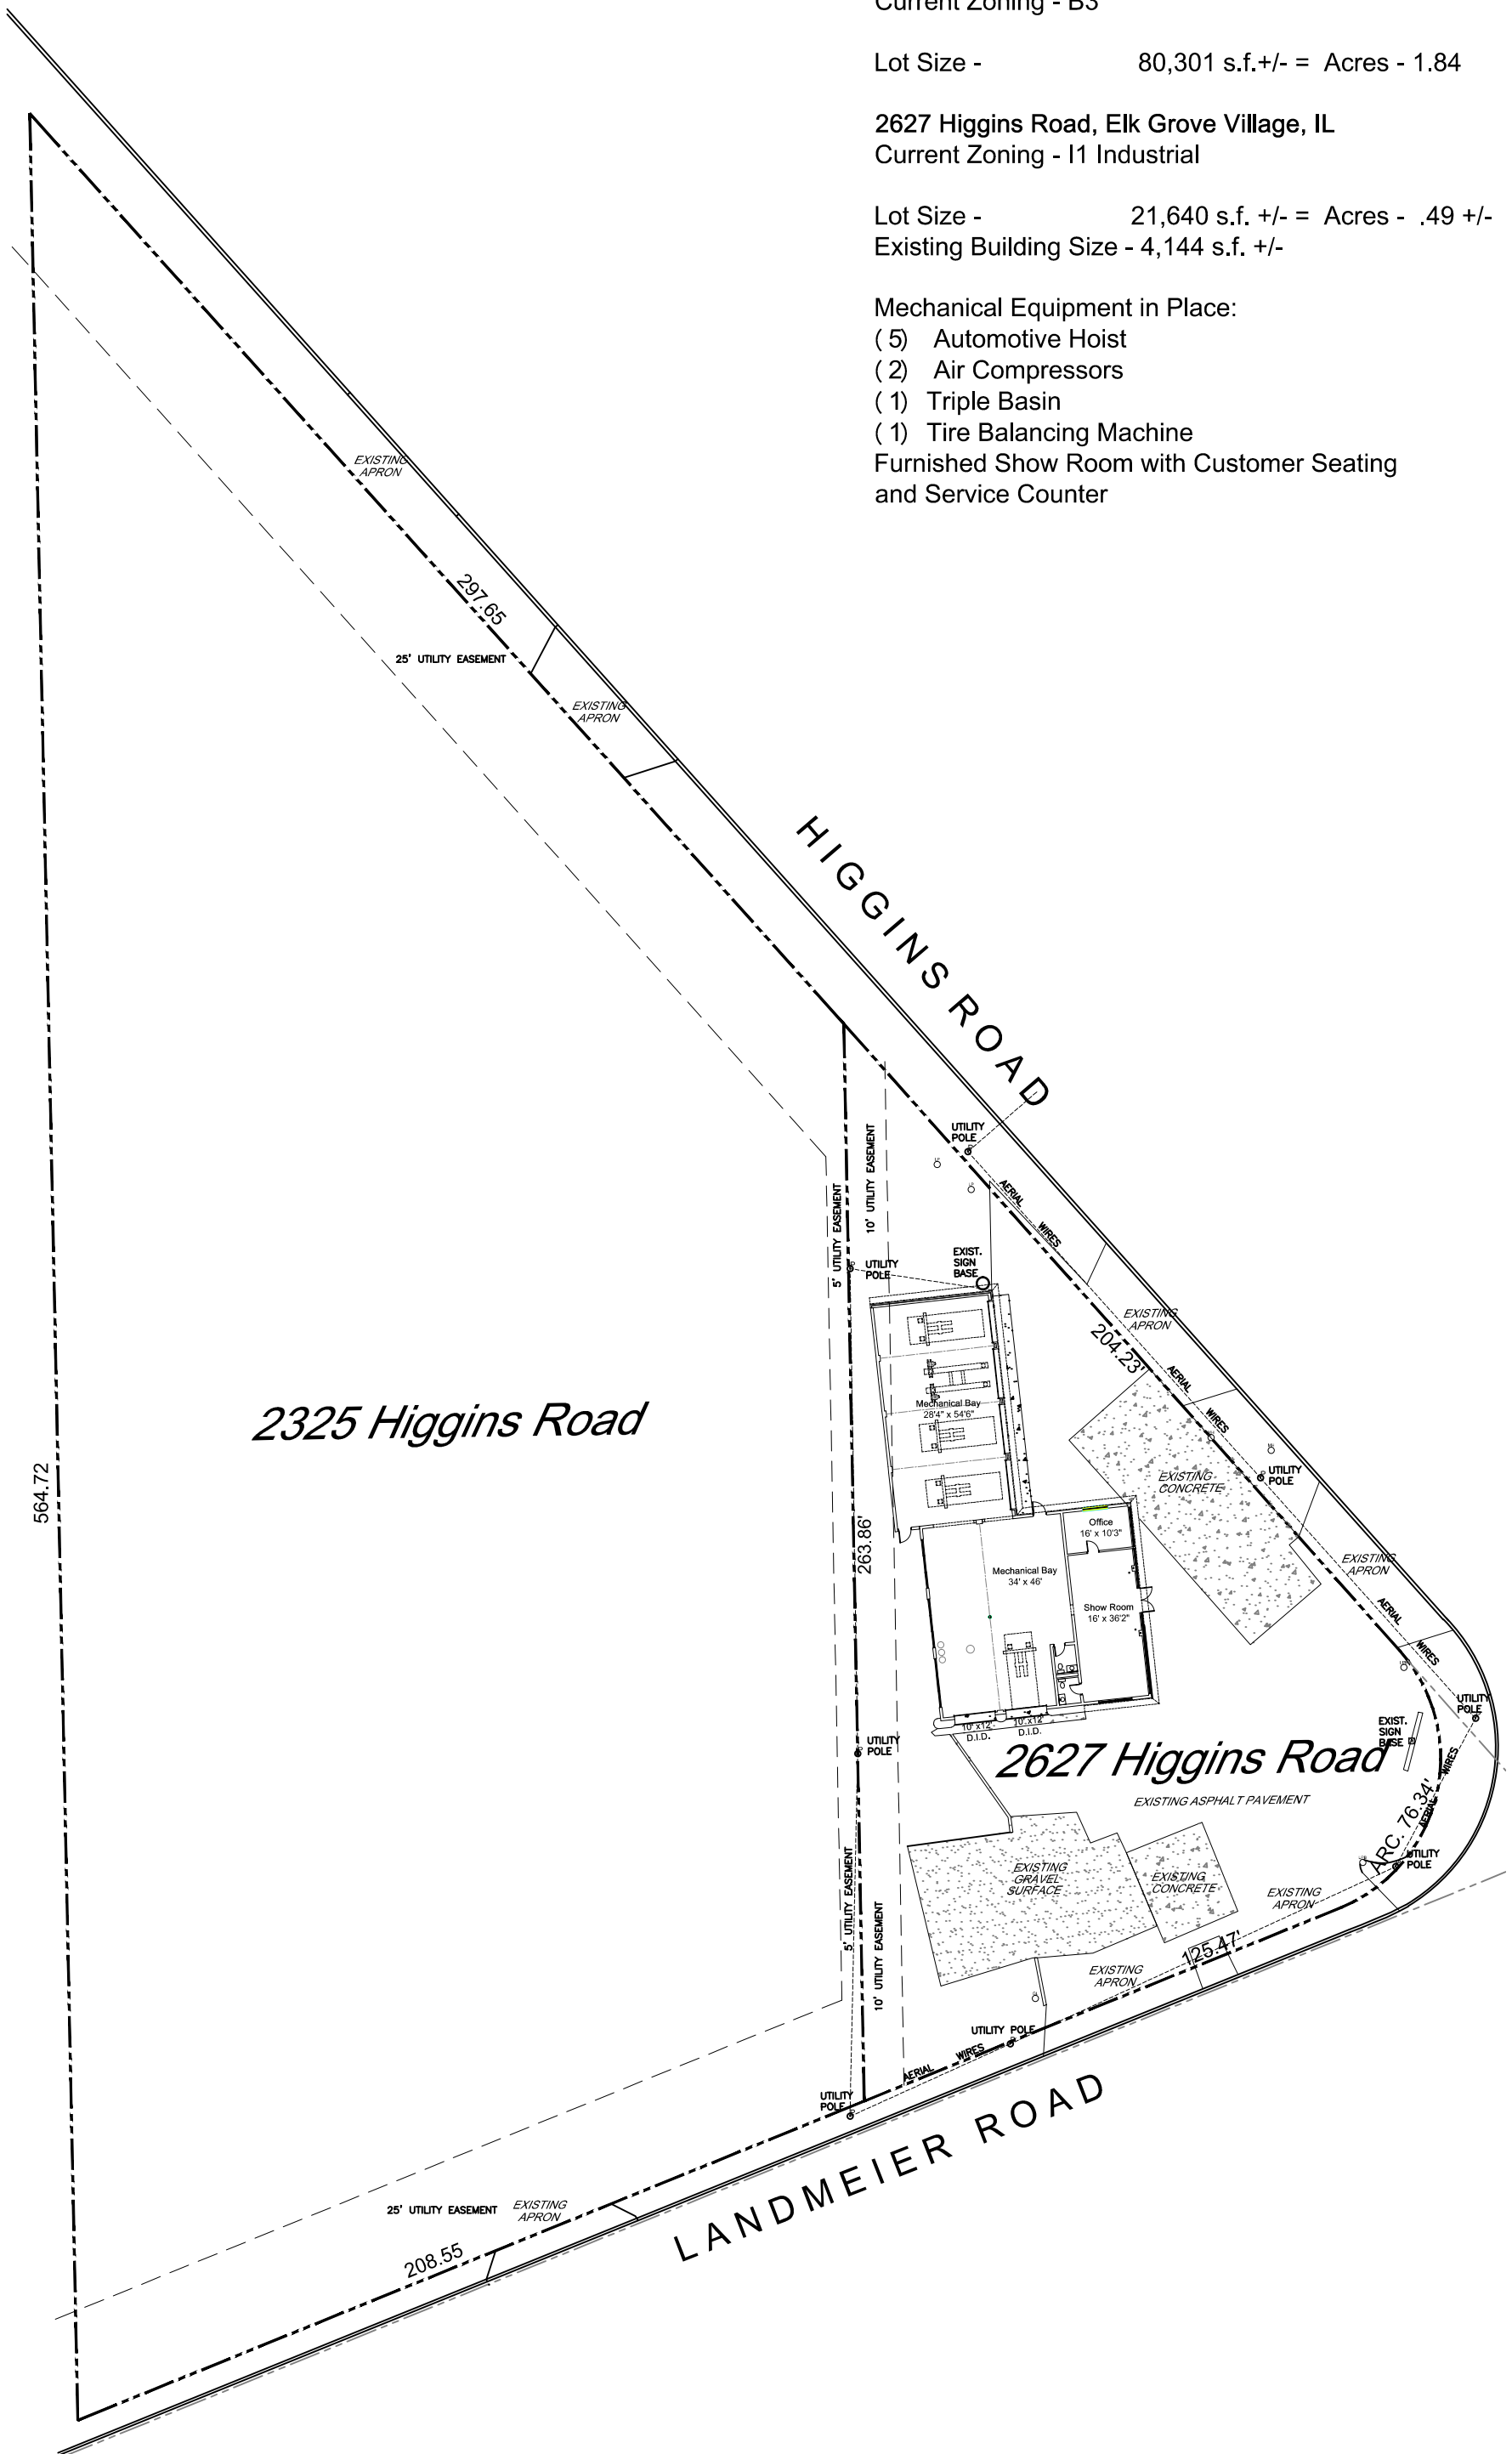 Current Zoning - B3
Lot Size - 80,301 s.f.+/- = Acres - 1.84
2627 Higgins Road, Elk Grove Village, IL
Current Zoning - I1 Industrial
Lot Size - 21,640 s.f. +/- = Acres - .49 +/-
Existing Building Size - 4,144 s.f. +/-
Mechanical Equipment in Place:
( 5) Automotive Hoist
( 2) Air Compressors
( 1) Triple Basin
( 1) Tire Balancing Machine
Furnished Show Room with Customer Seating
and Service Counter
EXISTING
APRON
297.65
25' UTILITY EASEMENT
EXISTING
APRON
HIGGINS ROAD
UTILITY
POLE
10' UTILITY EASEMENT
5' UTILITY EASEMENT
AERIAL
WIRES
UTILITY
POLE
EXIST.
SIGN
BASE
EXISTING
APRON
204.23'
AERIAL
WIRES
Mechanical Bay
28'4" x 54'6"
2325 Higgins Road
564.72
263.86'
EXISTING
CONCRETE
UTILITY
POLE
Office
16' x 10'3"
Mechanical Bay
34' x 46'
Show Room
16' x 36'2"
EXISTING
APRON
AERIAL
WIRES
UTILITY
POLE
10' x12'
D.I.D.
10' x12'
D.I.D.
EXIST.
SIGN
BASE
UTILITY
POLE
2627 Higgins Road
EXISTING ASPHALT PAVEMENT
WIRES
AERIAL
ARC. 76.34'
UTILITY
POLE
5' UTILITY EASEMENT
10' UTILITY EASEMENT
EXISTING
GRAVEL
SURFACE
EXISTING
CONCRETE
EXISTING
APRON
125.47'
EXISTING
APRON
UTILITY POLE
WIRES
AERIAL
UTILITY
POLE
LANDMEIER ROAD
25' UTILITY EASEMENT
EXISTING
APRON
208.55